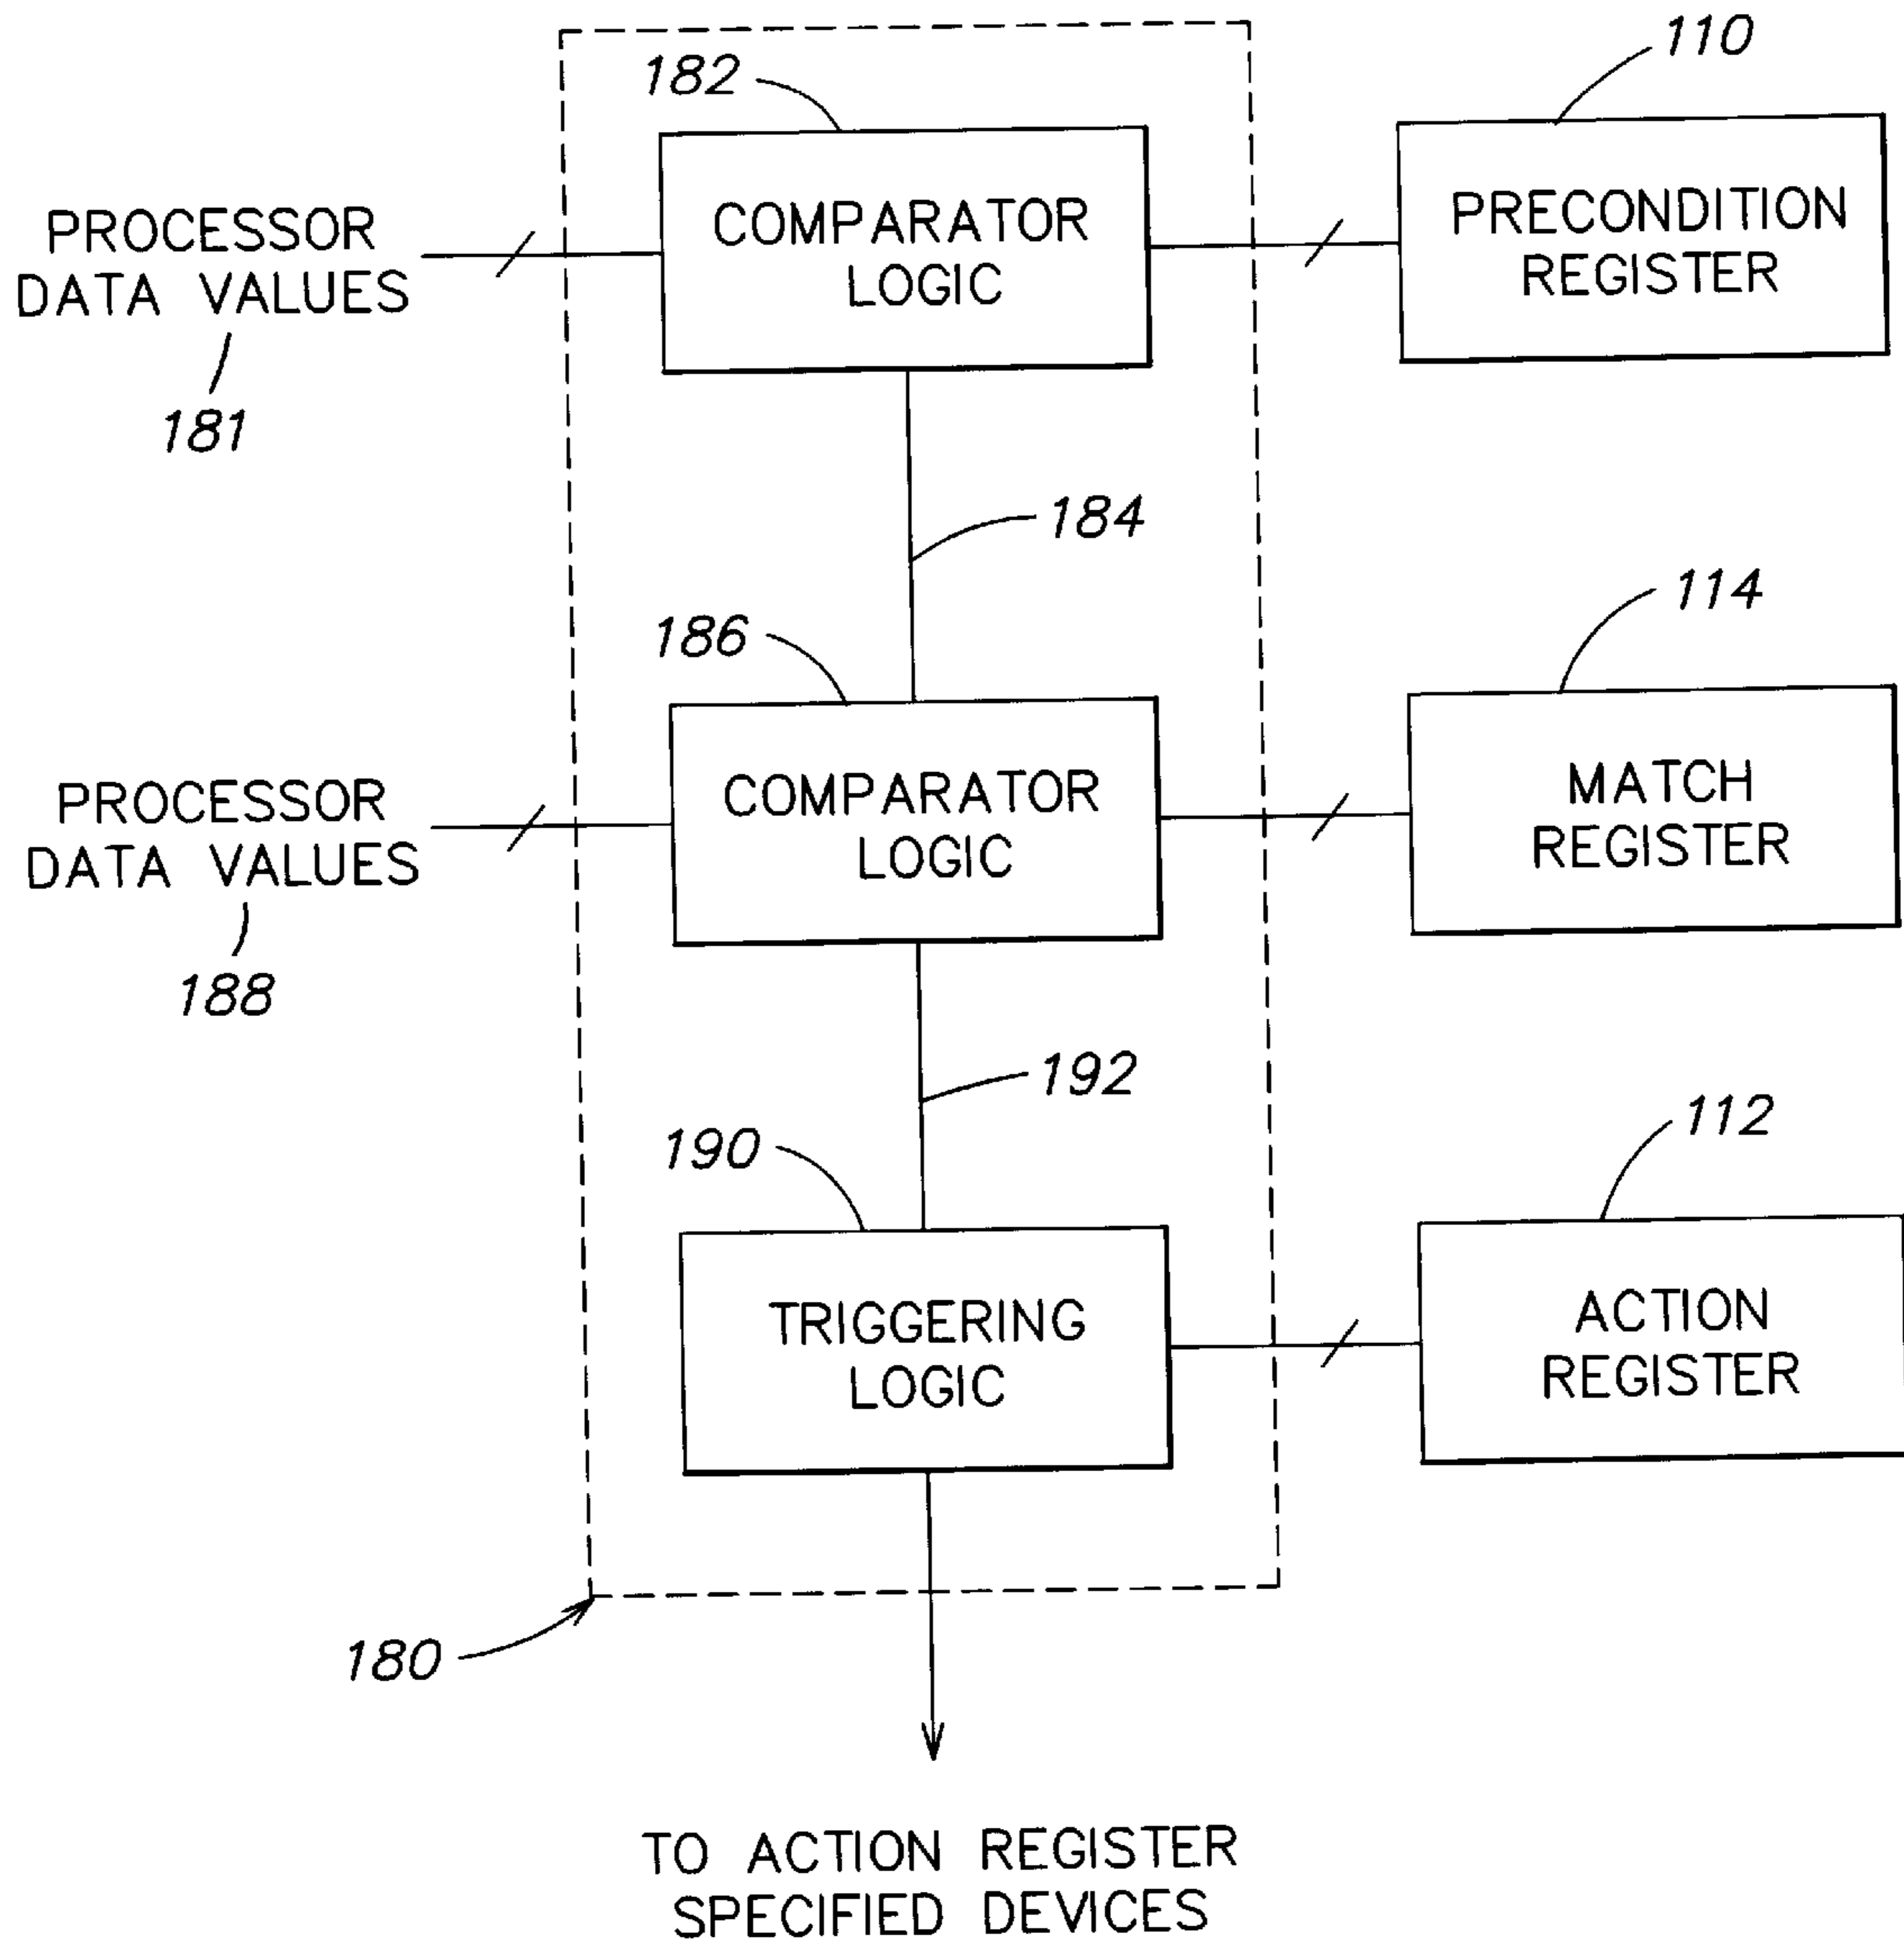 110
182
PROCESSOR
DATA VALUES
181
COMPARATOR
LOGIC
PRECONDITION
REGISTER
184
114
186
PROCESSOR
DATA VALUES
188
COMPARATOR
LOGIC
MATCH
REGISTER
192
112
190
TRIGGERING
LOGIC
ACTION
REGISTER
180
TO ACTION REGISTER
SPECIFIED DEVICES